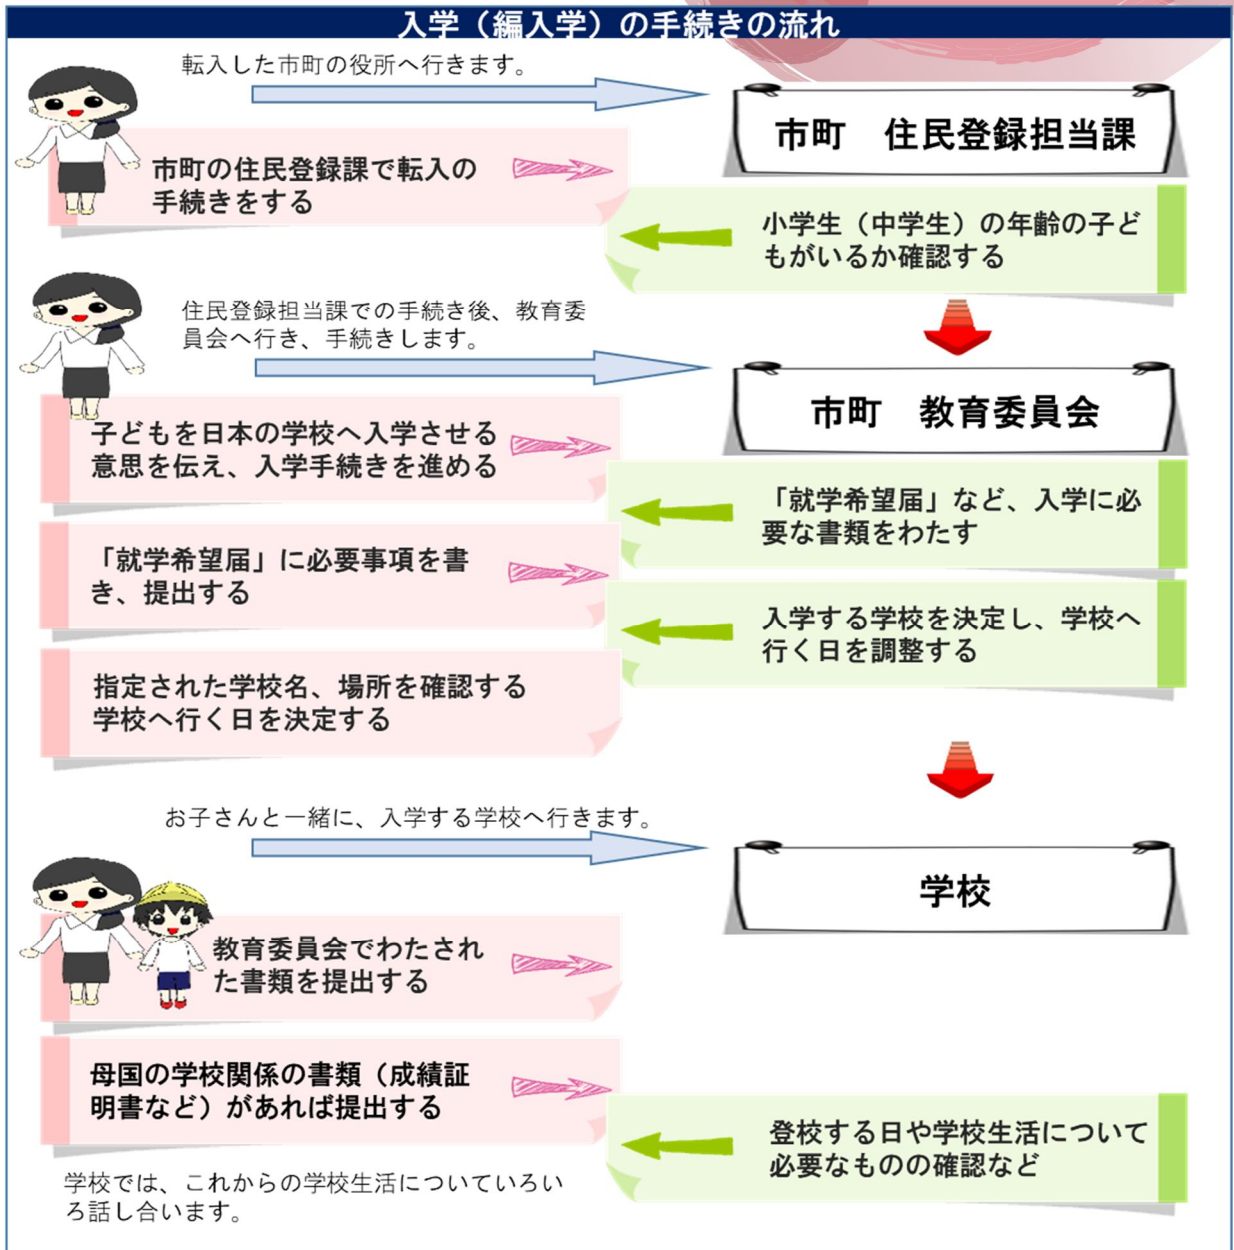 入学（編入学）の手続きの流れ
転入した市町の役所へ行きます。
市町　住民登録担当課
市町の住民登録課で転入の
手続きをする
小学生（中学生）の年齢の子ど
もがいるか確認する
住民登録担当課での手続き後、教育委
員会へ行き、手続きします。
市町　教育委員会
子どもを日本の学校へ入学させる
意思を伝え、入学手続きを進める
「就学希望届」など、入学に必
要な書類をわたす
「就学希望届」に必要事項を書
き、提出する
入学する学校を決定し、学校へ
行く日を調整する
指定された学校名、場所を確認する
学校へ行く日を決定する
お子さんと一緒に、入学する学校へ行きます。
学校
教育委員会でわたされ
た書類を提出する
母国の学校関係の書類（成績証
明書など）があれば提出する
登校する日や学校生活について
必要なものの確認など
学校では、これからの学校生活についていろい
ろ話し合います。